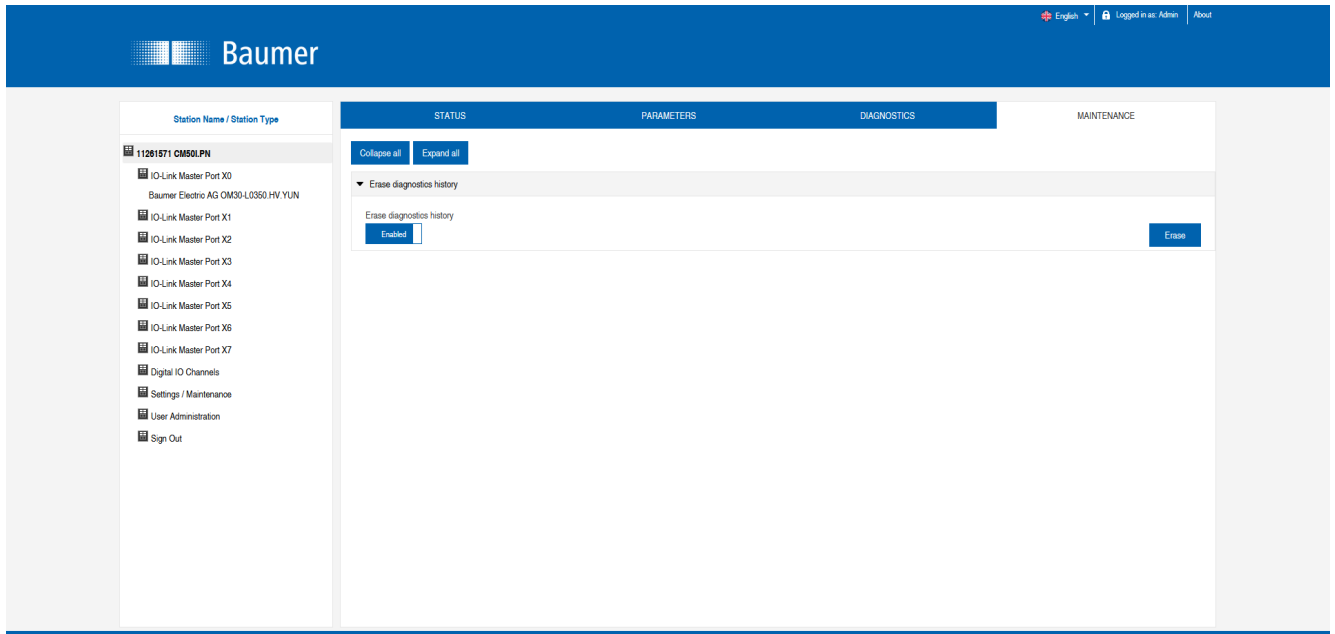 English
Logged in as: Admin
About
Baumer
Station Name / Station Type
STATUS
PARAMETERS
DIAGNOSTICS
MAINTENANCE
11261571 CM50I.PN
IO-Link Master Port X0
Baumer Electric AG OM30-L0350.HV.YUN
IO-Link Master Port X1
IO-Link Master Port X2
IO-Link Master Port X3
IO-Link Master Port X4
IO-Link Master Port X5
IO-Link Master Port X6
IO-Link Master Port X7
Digital IO Channels
Settings / Maintenance
User Administration
Sign Out
Collapse all
Expand all
Erase diagnostics history
Erase diagnostics history
Enabled
Erase